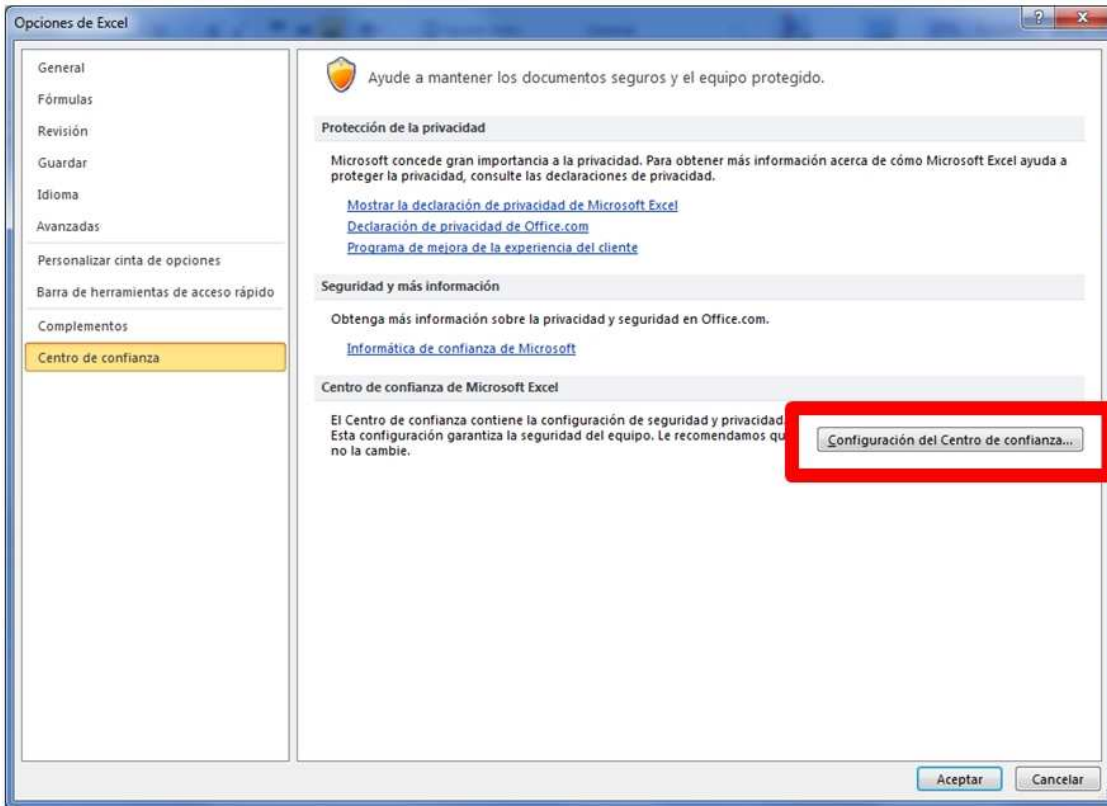 Opciones de Excel
General
Fórmulas
Revisión
Guardar
Idioma
Avanzadas
Personalizar cinta de opciones
Barra de herramientas de acceso rápido
Complementos
Centro de confianza
Ayude a mantener los documentos seguros y el equipo protegido.
Protección de la privacidad
Microsoft concede gran importancia a la privacidad. Para obtener más información acerca de cómo Microsoft Excel ayuda a
proteger la privacidad, consulte las declaraciones de privacidad.
Mostrar la declaración de privacidad de Microsoft Excel
Declaración de privacidad de Office.com
Programa de mejora de la experiencia del cliente
Seguridad y más información
Obtenga más información sobre la privacidad y seguridad en Office.com.
Informática de confianza de Microsoft
Centro de confianza de Microsoft Excel
El Centro de confianza contiene la configuración de seguridad y privacidad.
Esta configuración garantiza la seguridad del equipo. Le recomendamos qu
no la cambie.
Configuración del Centro de confianza...
Aceptar
Cancelar